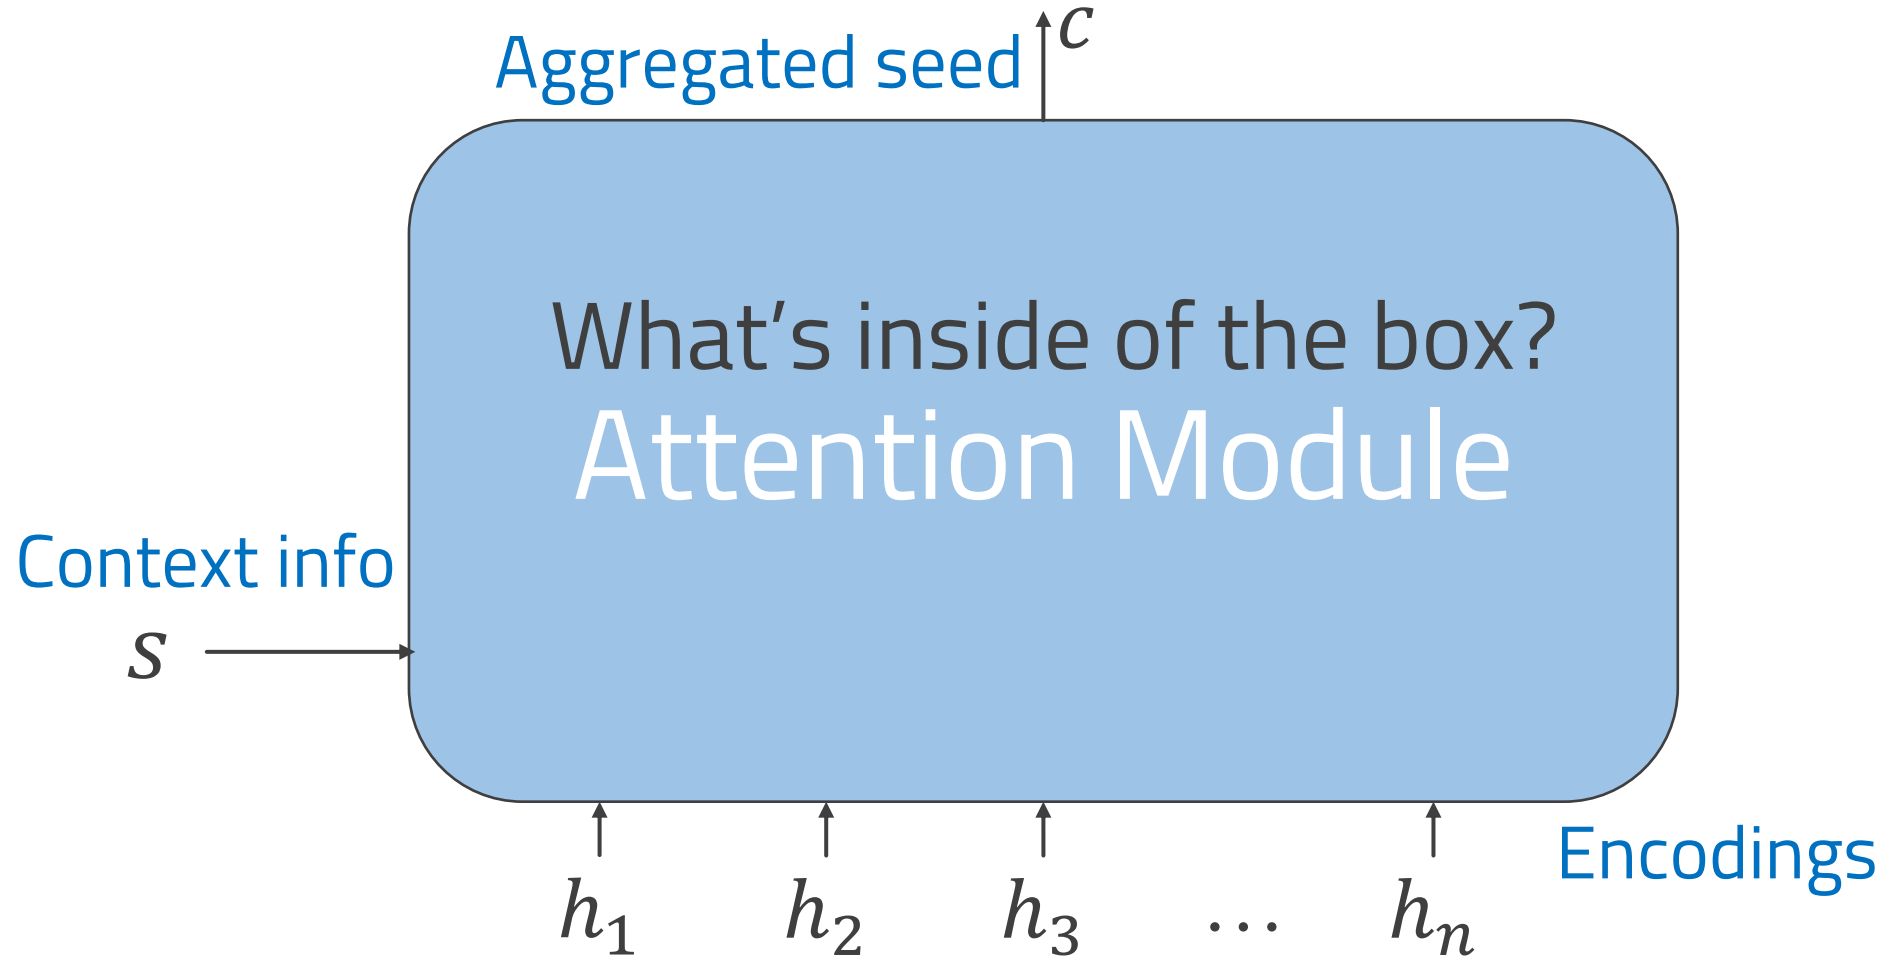 c
Aggregated seed
What's inside of the box?
Attention Module
Context info
s
Encodings
h₁ h₂ h₃ … hₙ